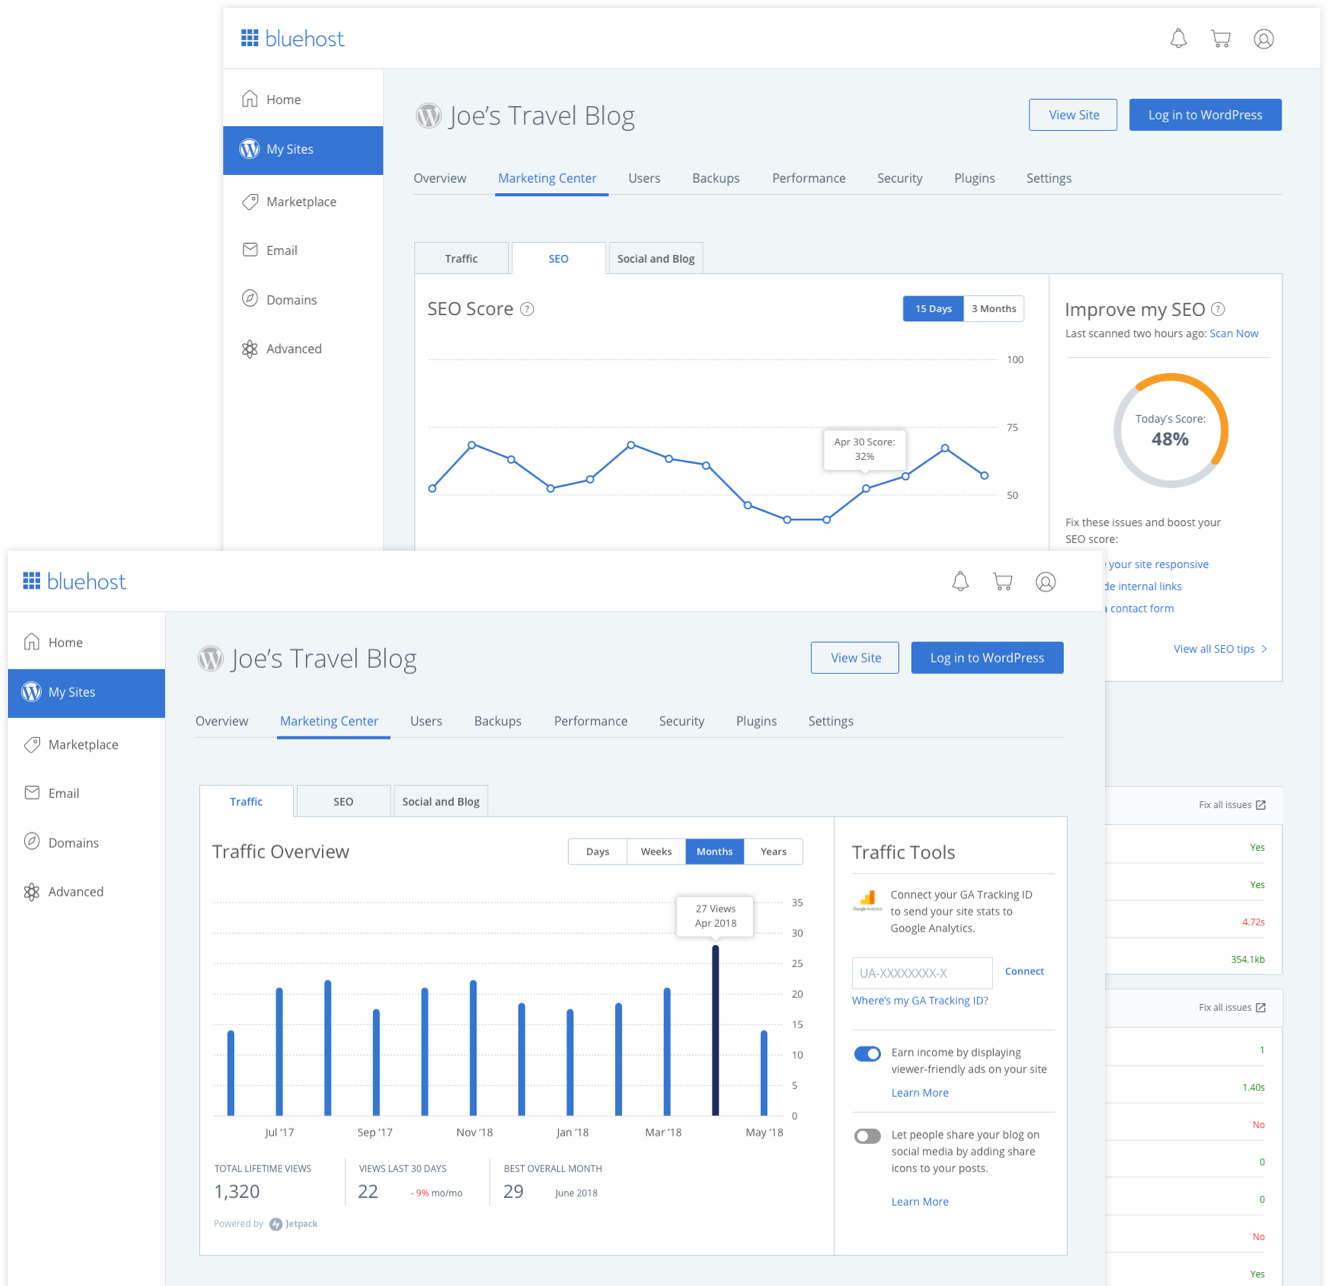 bluehost
Home
My Sites
Marketplace
Email
Domains
Advanced
Joe's Travel Blog
View Site
Log in to WordPress
Overview
Marketing Center
Users
Backups
Performance
Security
Plugins
Settings
Traffic
SEO
Social and Blog
SEO Score ?
15 Days
3 Months
100
75
50
Apr 30 Score:
32%
Improve my SEO ?
Last scanned two hours ago: Scan Now
Today's Score:
48%
Fix these issues and boost your
SEO score:
your site responsive
internal links
contact form
View all SEO tips >
Fix all issues
Yes
Yes
4.72s
354.1kb
Fix all issues
1
1.40s
No
0
0
No
Yes
bluehost
Home
My Sites
Marketplace
Email
Domains
Advanced
Joe's Travel Blog
View Site
Log in to WordPress
Overview
Marketing Center
Users
Backups
Performance
Security
Plugins
Settings
Traffic
SEO
Social and Blog
Traffic Overview
Days
Weeks
Months
Years
35
30
25
20
15
10
5
0
27 Views
Apr 2018
Jul '17
Sep '17
Nov '18
Jan '18
Mar '18
May '18
TOTAL LIFETIME VIEWS
1,320
VIEWS LAST 30 DAYS
22 - 9% mo/mo
BEST OVERALL MONTH
29 June 2018
Powered by Jetpack
Traffic Tools
Google Analytics
Connect your GA Tracking ID
to send your site stats to
Google Analytics.
UA-XXXXXXXX-X
Connect
Where's my GA Tracking ID?
Earn income by displaying
viewer-friendly ads on your site
Learn More
Let people share your blog on
social media by adding share
icons to your posts.
Learn More